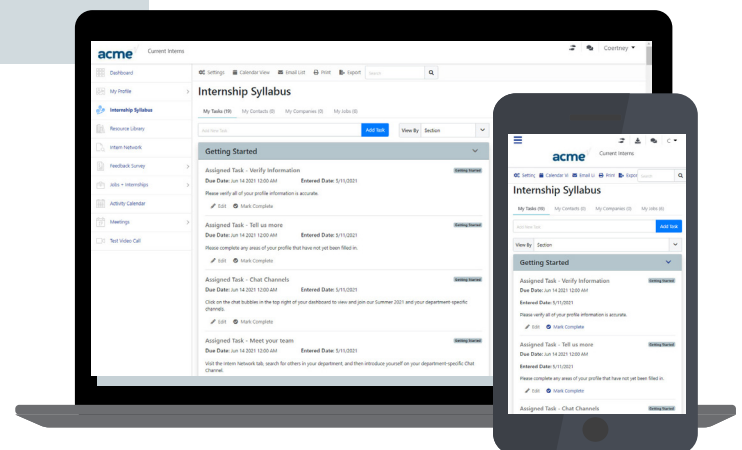 acme
Current Interns
Coertney
Dashboard
My Profile
Internship Syllabus
Resource Library
Intern Network
Feedback Survey
Jobs + Internships
Activity Calendar
Meetings
Test Video Call
Settings Calendar View Email List Print Export Search
Internship Syllabus
My Tasks (19) My Contacts (0) My Companies (0) My Jobs (0)
Add New Task Add Task View By Section
Getting Started
Assigned Task - Verify Information Getting Started
Due Date: Jun 14 2021 12:00 AM Entered Date: 5/11/2021
Please verify all of your profile information is accurate.
Edit Mark Complete
Assigned Task - Tell us more Getting Started
Due Date: Jun 14 2021 12:00 AM Entered Date: 5/11/2021
Please complete any areas of your profile that have not yet been filled in.
Edit Mark Complete
Assigned Task - Chat Channels Getting Started
Due Date: Jun 14 2021 12:00 AM Entered Date: 5/11/2021
Click on the chat bubbles in the top right of your dashboard to view and join our Summer 2021 and your department-specific
channels.
Edit Mark Complete
Assigned Task - Meet your team Getting Started
Due Date: Jun 14 2021 12:00 AM Entered Date: 5/11/2021
Visit the Intern Network tab, search for others in your department, and then introduce yourself on your department-specific Chat
Channel.
C
acme
Current Interns
Setting Calendar Vi Email Li Print Expor Search
Internship Syllabus
My Tasks (19) My Contacts (0) My Companies (0) My Jobs (0)
Add New Task Add Task
View By Section
Getting Started
Assigned Task - Verify Information Getting Started
Due Date: Jun 14 2021 12:00 AM
Entered Date: 5/11/2021
Please verify all of your profile information is accurate.
Edit Mark Complete
Assigned Task - Tell us more Getting Started
Due Date: Jun 14 2021 12:00 AM
Entered Date: 5/11/2021
Please complete any areas of your profile that have not yet been filled in.
Edit Mark Complete
Assigned Task - Chat Channels Getting Started